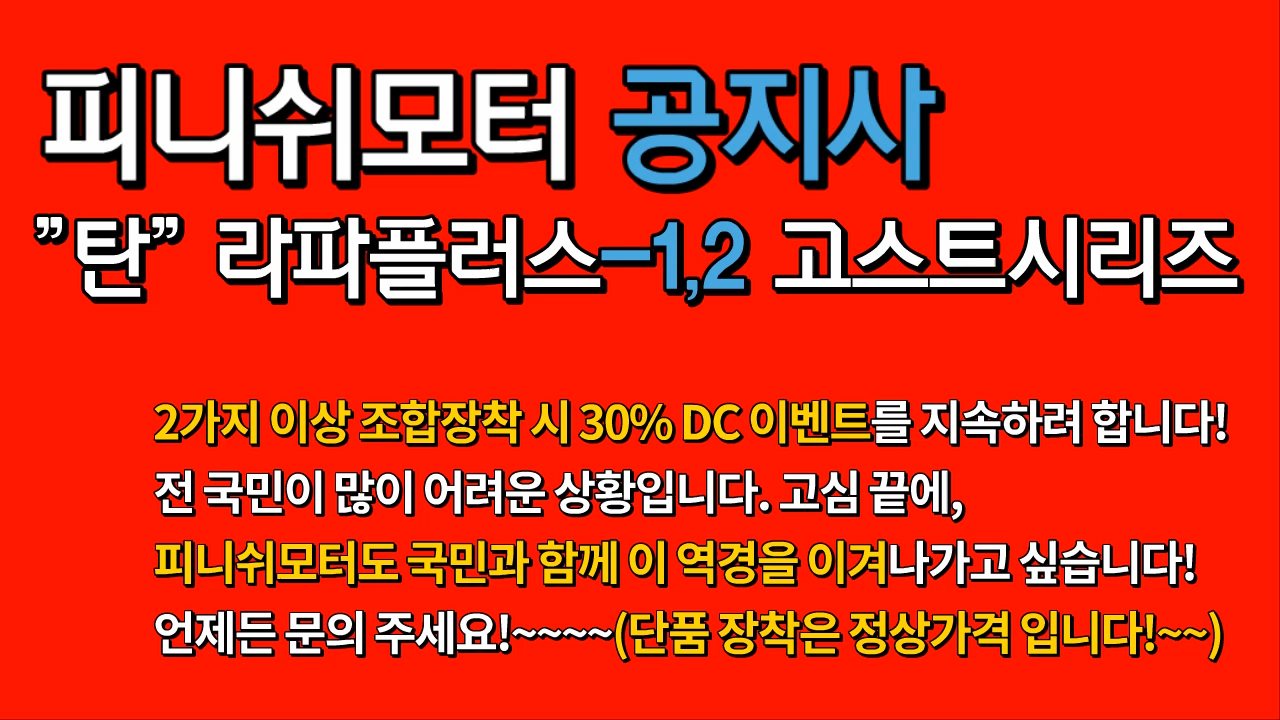 피니쉬모터 공지사
”탄” 라파플러스-1,2 고스트시리즈
2가지 이상 조합장착 시 30% DC 이벤트를 지속하려 합니다!
전 국민이 많이 어려운 상황입니다. 고심 끝에,
피니쉬모터도 국민과 함께 이 역경을 이겨나가고 싶습니다!
언제든 문의 주세요!~~~~(단품 장착은 정상가격 입니다!~~)